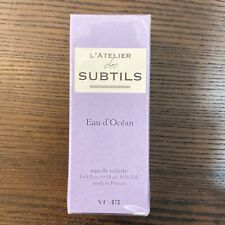 L'ATELIER
des
SUBTILS
Eau d'Océan
eau de toilette
made in France